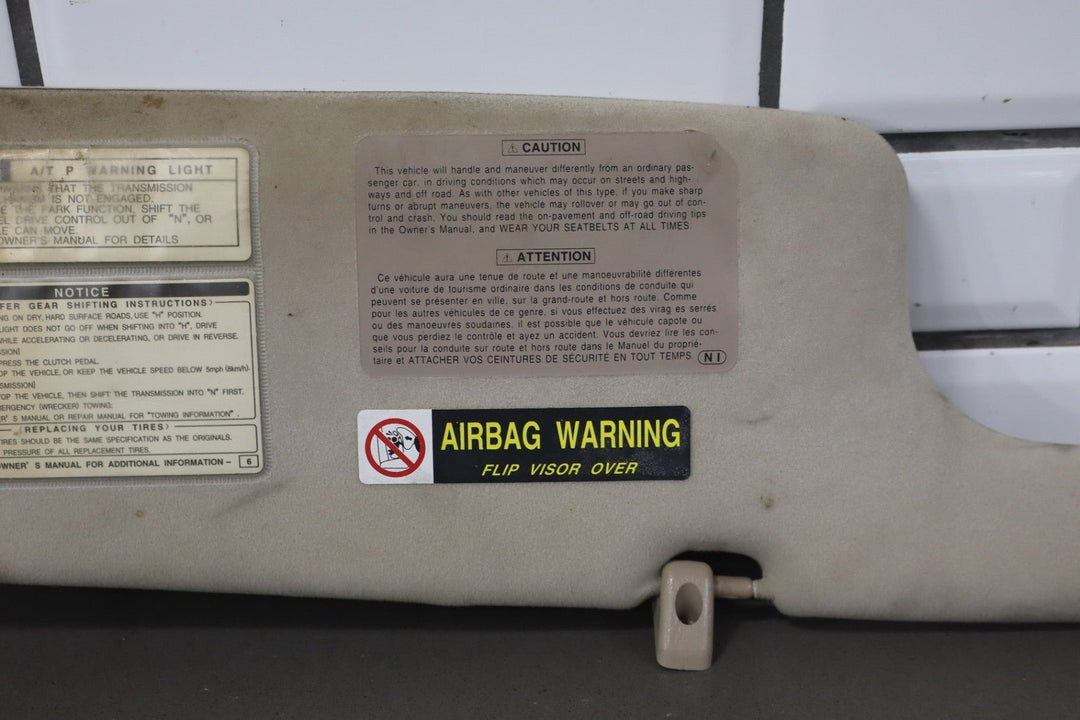 A/T P WARNING LIGHT
THAT THE TRANSMISSION
IS NOT ENGAGED.
THE PARK FUNCTION, SHIFT THE
DRIVE CONTROL OUT OF "N", OR
CAN MOVE.
OWNER'S MANUAL FOR DETAILS
NOTICE
FER GEAR SHIFTING INSTRUCTIONS>
NG ON DRY, HARD SURFACE ROADS, USE "H" POSITION.
LIGHT DOES NOT GO OFF WHEN SHIFTING INTO "H", DRIVE
WHILE ACCELERATING OR DECELERATING, OR DRIVE IN REVERSE.
SSION]
PRESS THE CLUTCH PEDAL.
OP THE VEHICLE, OR KEEP THE VEHICLE SPEED BELOW 5mph (8km/h)
SMISSION]
TOP THE VEHICLE, THEN SHIFT THE TRANSMISSION INTO "N" FIRST.
MERGENCY (WRECKER) TOWING:
ER'S MANUAL OR REPAIR MANUAL FOR "TOWING INFORMATION".
<REPLACING YOUR TIRES>
TIRES SHOULD BE THE SAME SPECIFICATION AS THE ORIGINALS.
PRESSURE OF ALL REPLACEMENT TIRES.
OWNER'S MANUAL FOR ADDITIONAL INFORMATION – 6
⚠ CAUTION
This vehicle will handle and maneuver differently from an ordinary pas-
senger car, in driving conditions which may occur on streets and high-
ways and off road. As with other vehicles of this type, if you make sharp
turns or abrupt maneuvers, the vehicle may rollover or may go out of con-
trol and crash. You should read the on-pavement and off-road driving tips
in the Owner's Manual, and WEAR YOUR SEATBELTS AT ALL TIMES.
⚠ ATTENTION
Ce véhicule aura une tenue de route et une manoeuvrabilité différentes
d'une voiture de tourisme ordinaire dans les conditions de conduite qui
peuvent se présenter en ville, sur la grand-route et hors route. Comme
pour les autres véhicules de ce genre, si vous effectuez des virag es serrés
ou des manoeuvres soudaines, il est possible que le véhicule capote ou
que vous perdiez le contrôle et ayez un accident. Vous devriez lire les con-
seils pour la conduite sur route et hors route dans le Manuel du proprié-
taire et ATTACHER VOS CEINTURES DE SÉCURITÉ EN TOUT TEMPS. NI
AIRBAG WARNING
FLIP VISOR OVER